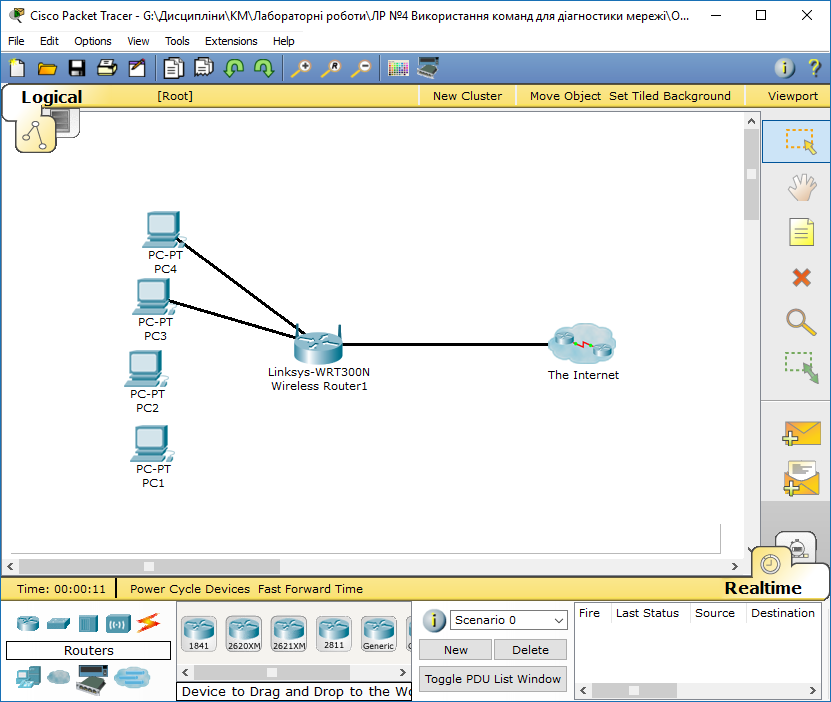 Cisco Packet Tracer - G:\Дисципліни\КМ\Лабораторні роботи\ЛР №4 Використання команд для діагностики мережі\О...
File Edit Options View Tools Extensions Help
Logical [Root] New Cluster Move Object Set Tiled Background Viewport
PC-PT
PC4
PC-PT
PC3
Linksys-WRT300N
Wireless Router1
The Internet
PC-PT
PC2
PC-PT
PC1
Time: 00:00:11 Power Cycle Devices Fast Forward Time Realtime
Routers
1841 2620XM 2621XM 2811 Generic
Device to Drag and Drop to the Wo
Scenario 0
New Delete
Toggle PDU List Window
Fire Last Status Source Destination